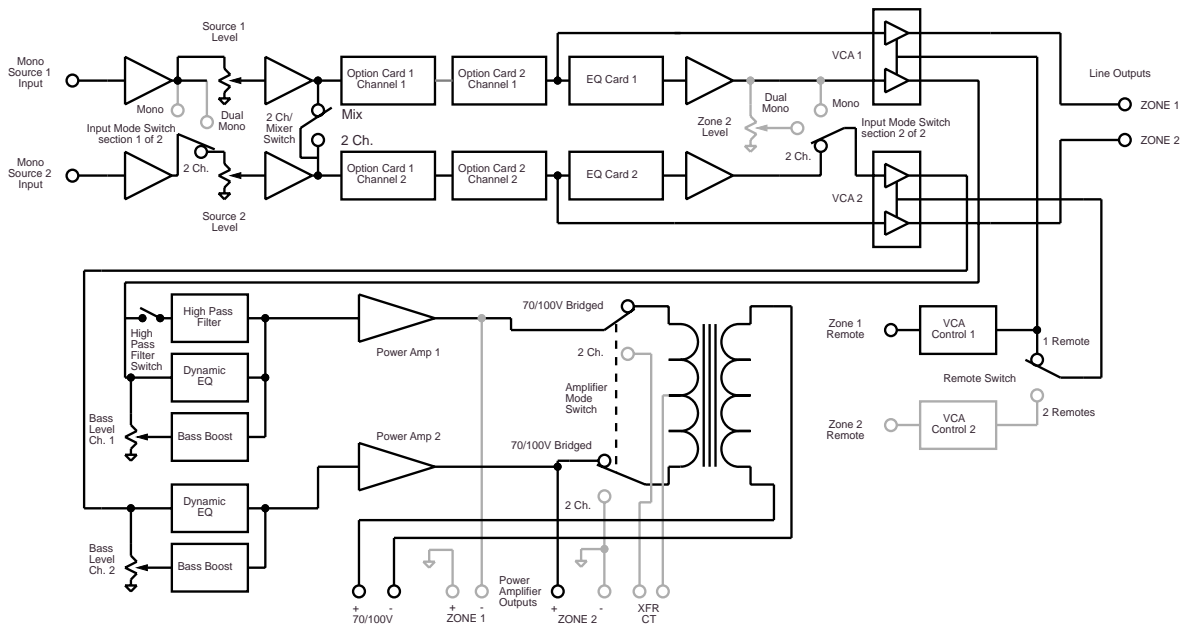 Source 1
Level
Mono
Source 1
Input
Mono
Dual
Mono
2 Ch/
Mixer
Switch
Mix
2 Ch.
Option Card 1
Channel 1
Option Card 2
Channel 1
EQ Card 1
VCA 1
Line Outputs
ZONE 1
ZONE 2
Dual
Mono
Mono
Zone 2
Level
Input Mode Switch
section 1 of 2
Input Mode Switch
section 2 of 2
Mono
Source 2
Input
2 Ch.
Source 2
Level
Option Card 1
Channel 2
Option Card 2
Channel 2
EQ Card 2
2 Ch.
VCA 2
High Pass
Filter
High
Pass
Filter
Switch
Dynamic
EQ
Bass
Level
Ch. 1
Bass Boost
Power Amp 1
70/100V Bridged
2 Ch.
Amplifier
Mode
Switch
Power Amp 2
70/100V Bridged
2 Ch.
Zone 1
Remote
VCA
Control 1
1 Remote
Remote Switch
Zone 2
Remote
VCA
Control 2
2 Remotes
Dynamic
EQ
Bass
Level
Ch. 2
Bass Boost
Power
Amplifier
Outputs
+ -
70/100V
+ -
ZONE 1
+ -
ZONE 2
XFR
CT